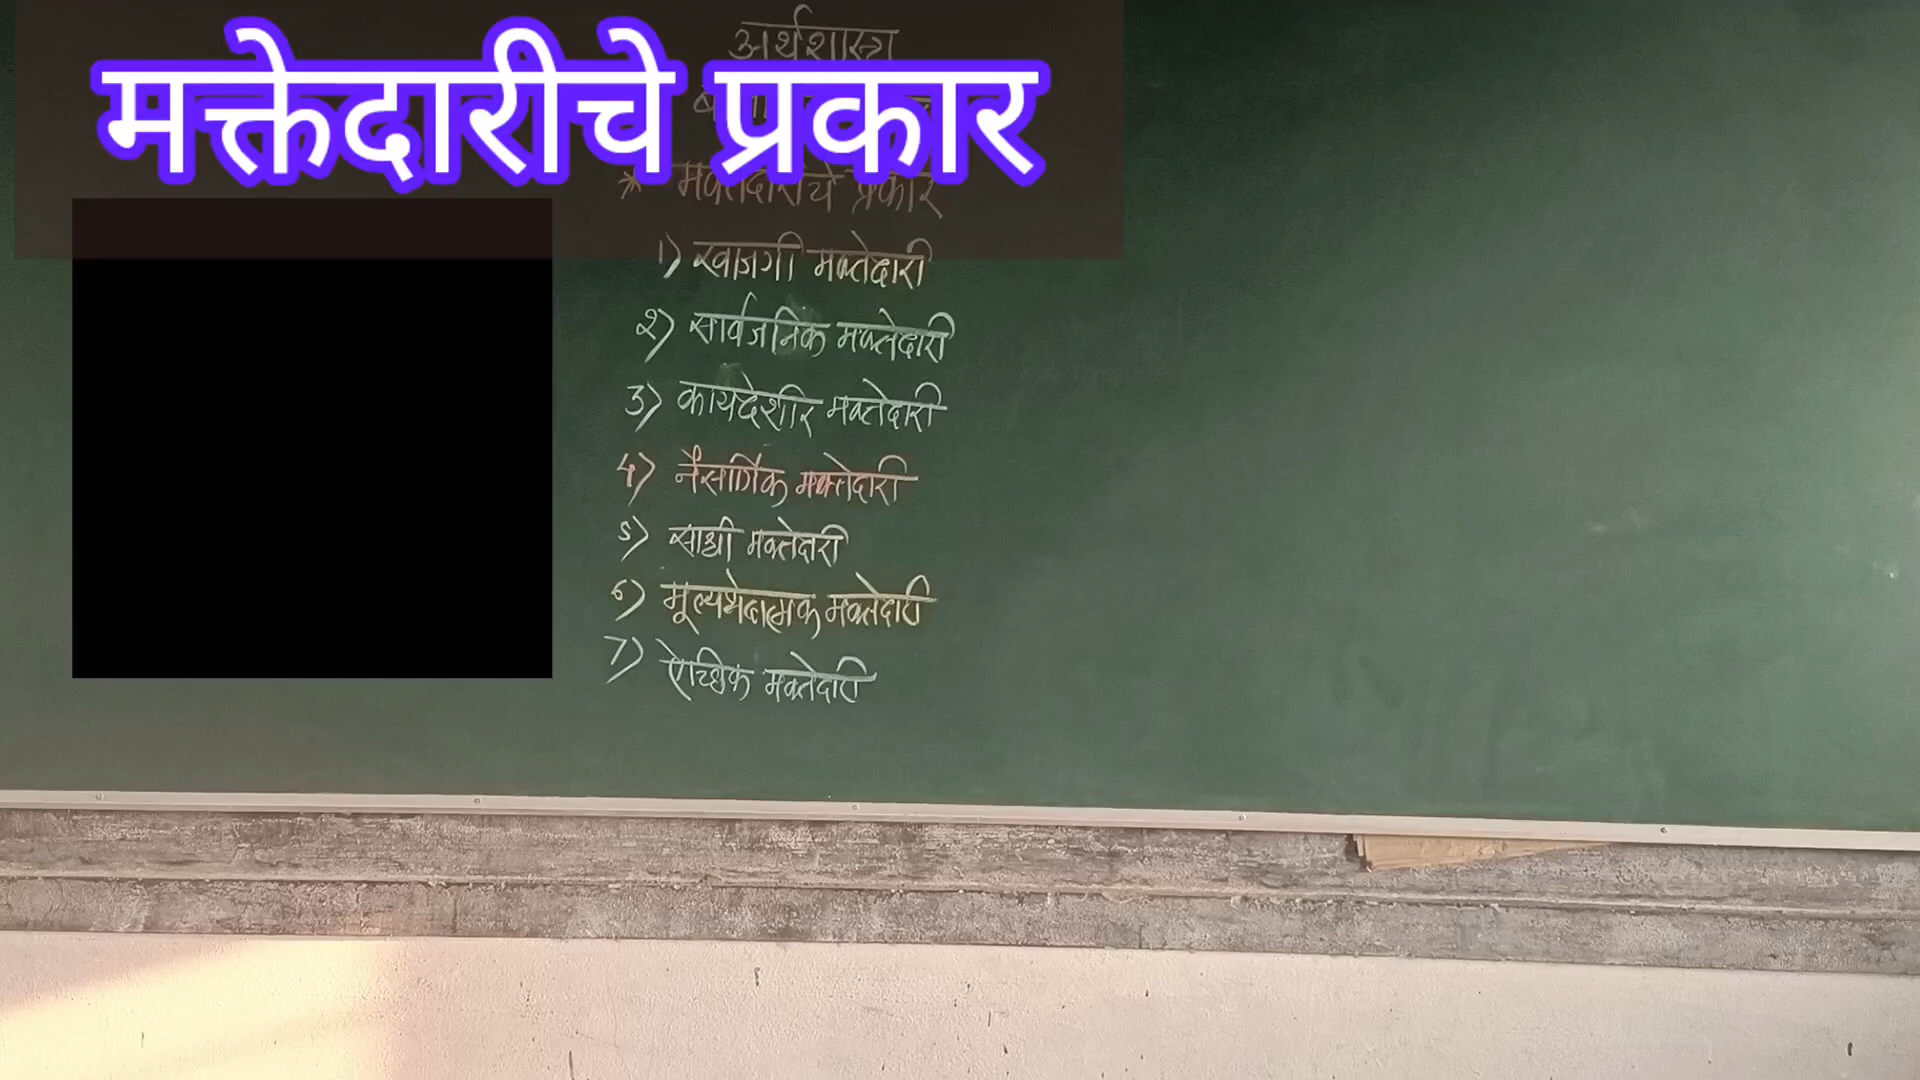 मक्तेदारीचे प्रकार
अर्थशास्त्र
* मक्तेदारीचे प्रकार
1) खाजगी मक्तेदारी
२) सार्वजनिक मक्तेदारी
3) कायदेशीर मक्तेदारी
4) नैसर्गिक मक्तेदारी
5) साधी मक्तेदारी
6) मूल्यभेदात्मक मक्तेदारी
7) ऐच्छिक मक्तेदारी